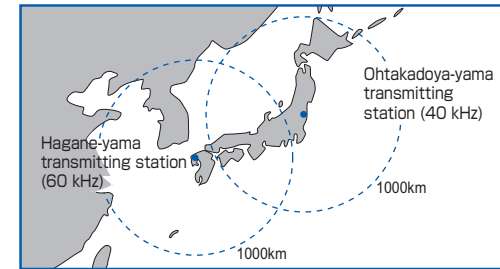 Ohtakadoya-yama
transmitting
station (40 kHz)
Hagane-yama
transmitting station
(60 kHz)
1000km
1000km